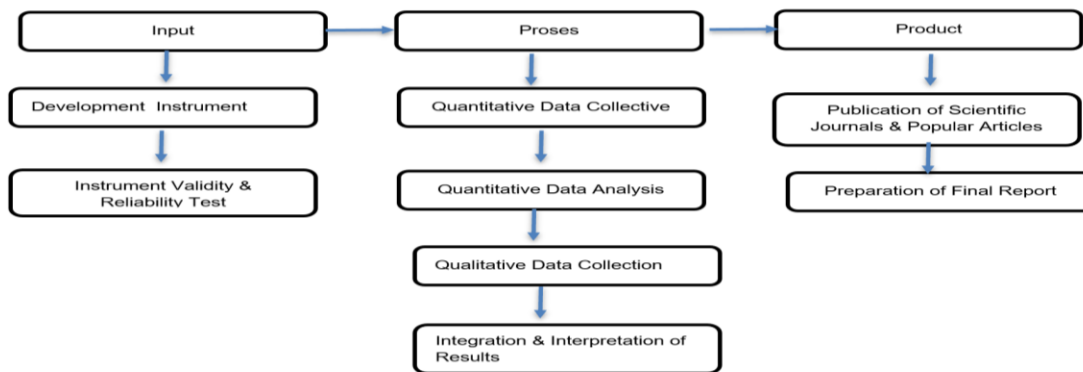 Input
Proses
Product
Development Instrument
Instrument Validity &
Reliability Test
Quantitative Data Collective
Quantitative Data Analysis
Qualitative Data Collection
Integration & Interpretation of
Results
Publication of Scientific
Journals & Popular Articles
Preparation of Final Report